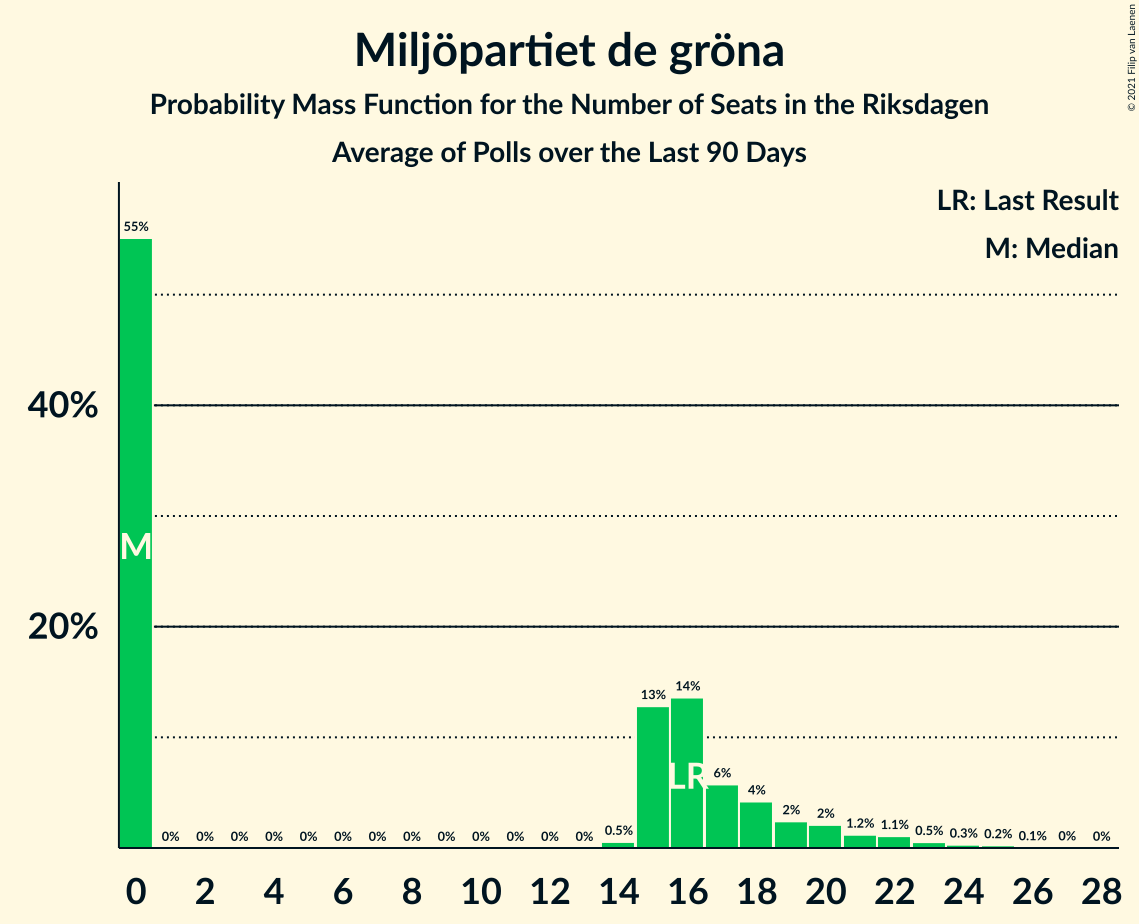 Miljöpartiet de gröna
Probability Mass Function for the Number of Seats in the Riksdagen
Average of Polls over the Last 90 Days
© 2021 Filip van Laenen
LR: Last Result
M: Median
55%
40%
M
20%
0% 0% 0% 0% 0% 0% 0% 0% 0% 0% 0% 0% 0% 0.5% 13% 14% 6% 4% 2% 2% 1.2% 1.1% 0.5% 0.3% 0.2% 0.1% 0% 0%
LR
0 2 4 6 8 10 12 14 16 18 20 22 24 26 28